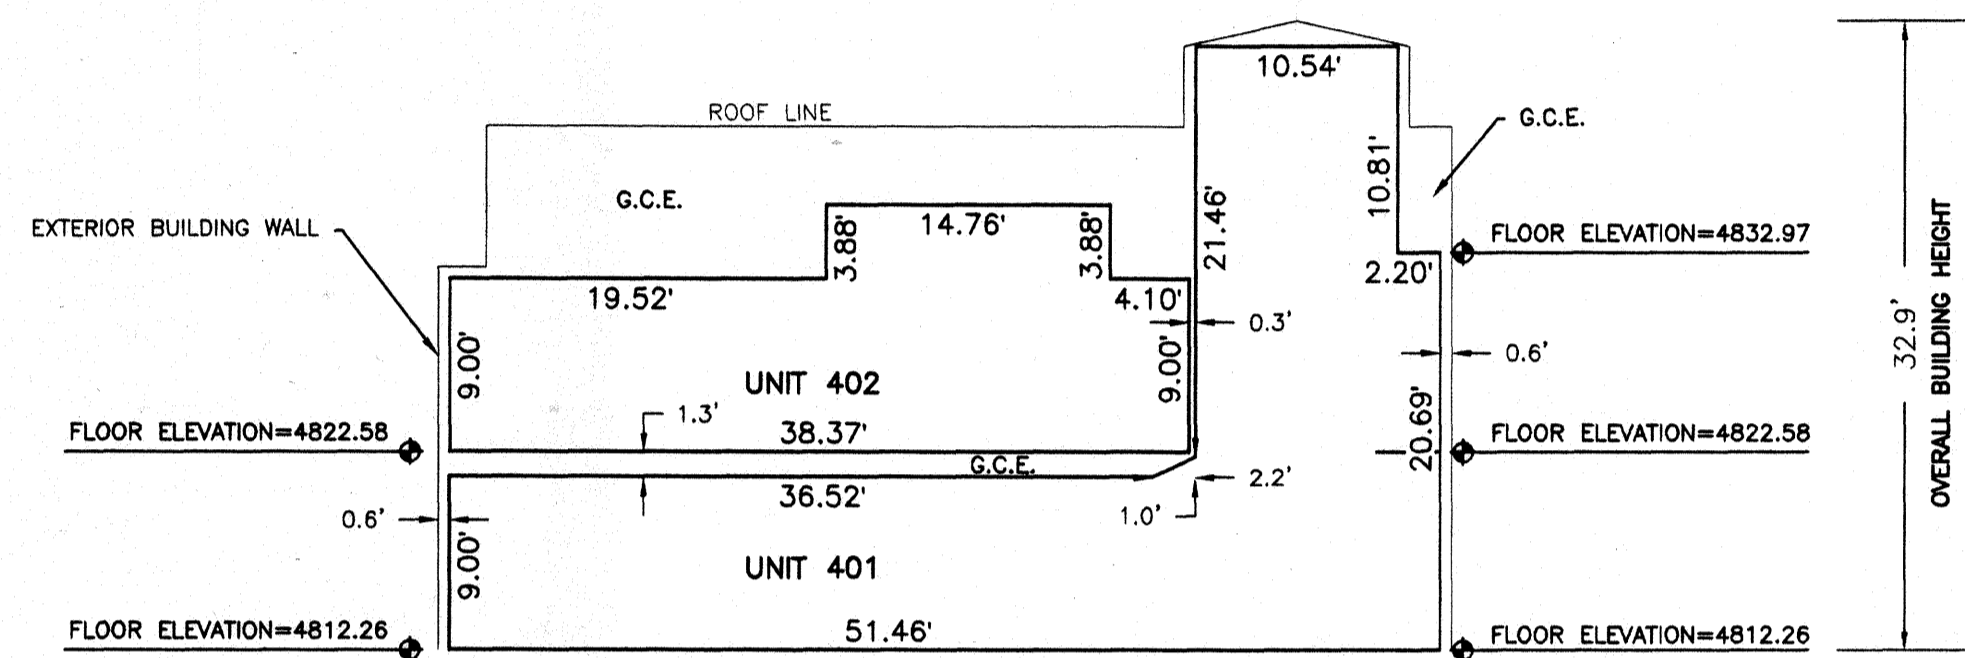 10.54'
ROOF LINE
G.C.E.
10.81'
G.C.E.
EXTERIOR BUILDING WALL
14.76'
3.88'
3.88'
21.46'
FLOOR ELEVATION=4832.97
2.20'
19.52'
4.10'
0.3'
32.9'
OVERALL BUILDING HEIGHT
9.00'
9.00'
0.6'
UNIT 402
1.3'
FLOOR ELEVATION=4822.58
38.37'
20.69'
FLOOR ELEVATION=4822.58
G.C.E.
36.52'
2.2'
0.6'
1.0'
9.00'
UNIT 401
FLOOR ELEVATION=4812.26
51.46'
FLOOR ELEVATION=4812.26